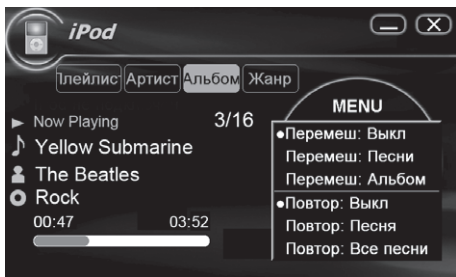 iPod
Плейлист Артист Альбом Жанр
Now Playing 3/16
Yellow Submarine
The Beatles
Rock
00:47 03:52
MENU
Перемеш: Выкл
Перемеш: Песни
Перемеш: Альбом
Повтор: Выкл
Повтор: Песня
Повтор: Все песни